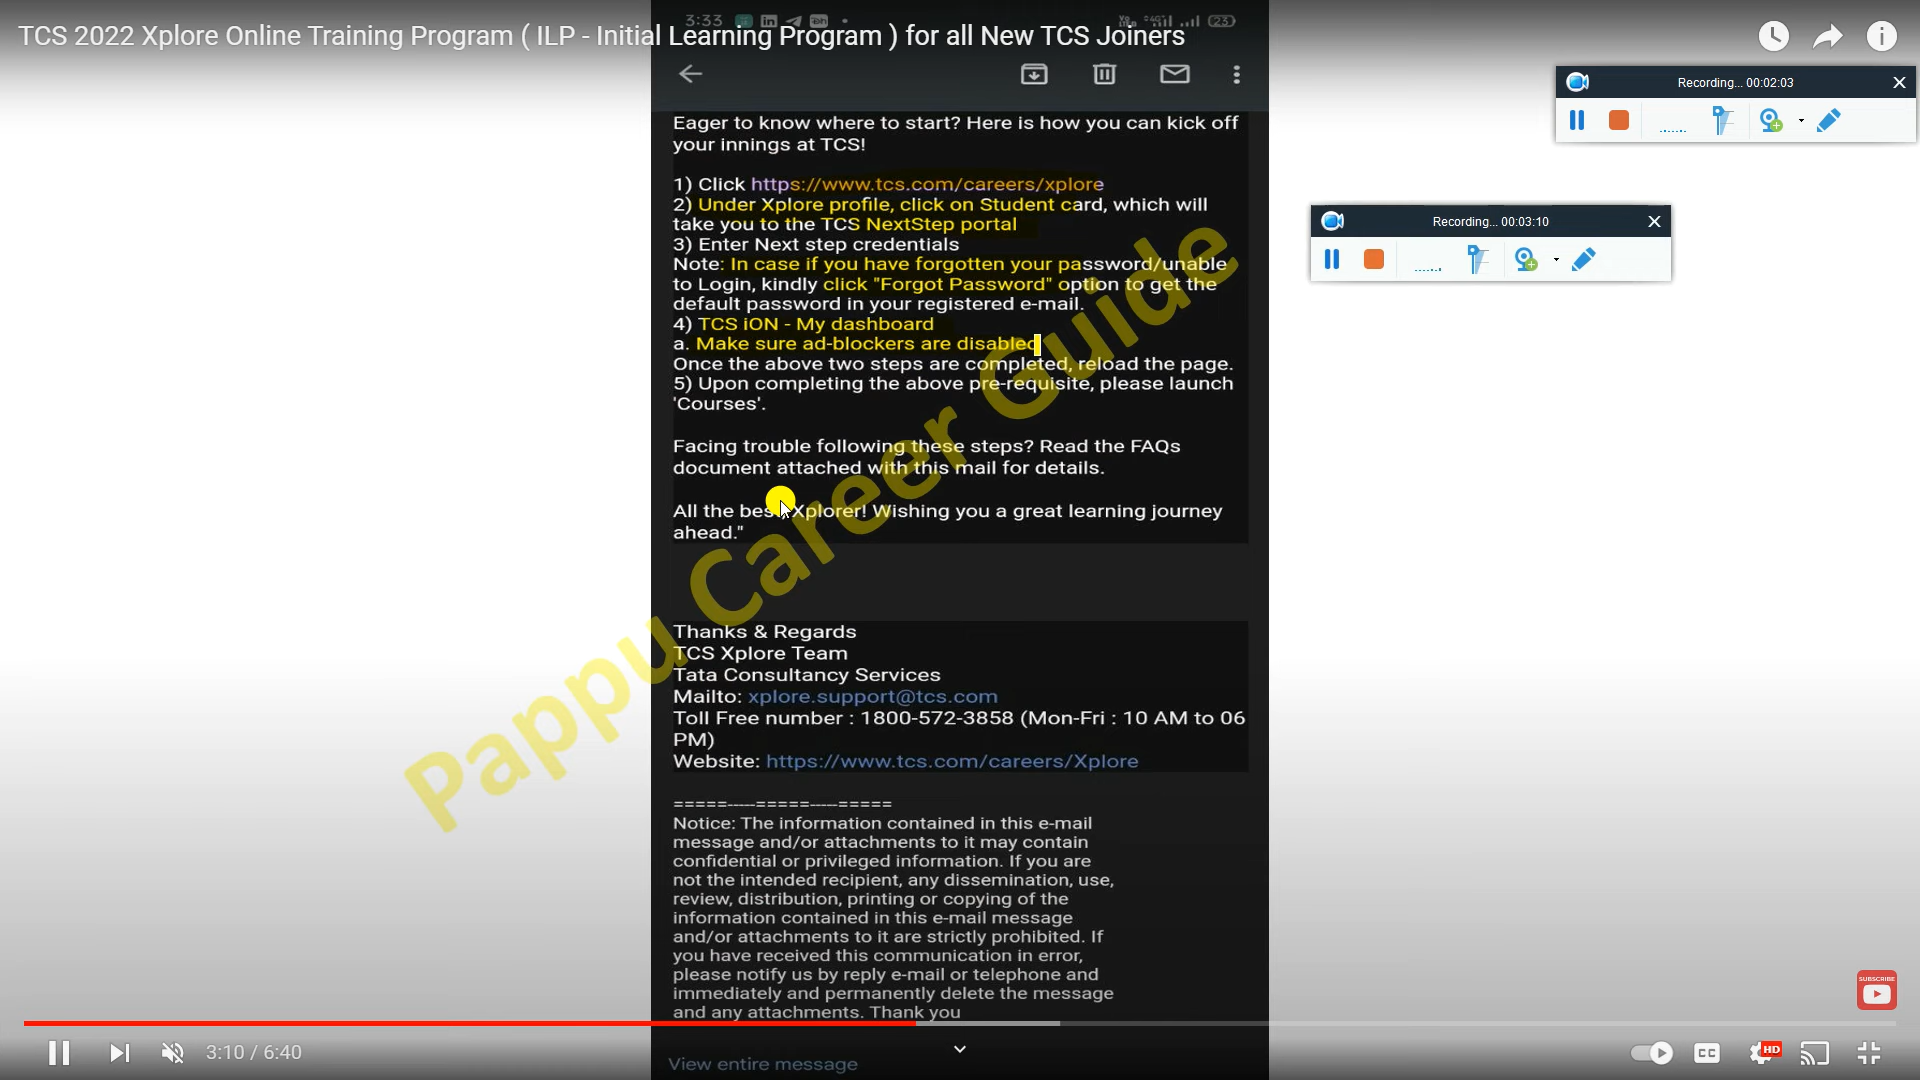 3:33
23
TCS 2022 Xplore Online Training Program ( ILP - Initial Learning Program ) for all New TCS Joiners
Recording... 00:02:03
Recording... 00:03:10
Eager to know where to start? Here is how you can kick off
your innings at TCS!
1) Click https://www.tcs.com/careers/xplore
2) Under Xplore profile, click on Student card, which will
take you to the TCS NextStep portal
3) Enter Next step credentials
Note: In case if you have forgotten your password/unable
to Login, kindly click "Forgot Password" option to get the
default password in your registered e-mail.
4) TCS iON - My dashboard
a. Make sure ad-blockers are disabled
Once the above two steps are completed, reload the page.
5) Upon completing the above pre-requisite, please launch
'Courses'.
Facing trouble following these steps? Read the FAQs
document attached with this mail for details.
All the best Xplorer! Wishing you a great learning journey
ahead."
Pappu Career Guide
Thanks & Regards
TCS Xplore Team
Tata Consultancy Services
Mailto: xplore.support@tcs.com
Toll Free number : 1800-572-3858 (Mon-Fri : 10 AM to 06
PM)
Website: https://www.tcs.com/careers/Xplore
=====-----=====-----=====
Notice: The information contained in this e-mail
message and/or attachments to it may contain
confidential or privileged information. If you are
not the intended recipient, any dissemination, use,
review, distribution, printing or copying of the
information contained in this e-mail message
and/or attachments to it are strictly prohibited. If
you have received this communication in error,
please notify us by reply e-mail or telephone and
immediately and permanently delete the message
and any attachments. Thank you
SUBSCRIBE
View entire message
3:10 / 6:40
CC
HD